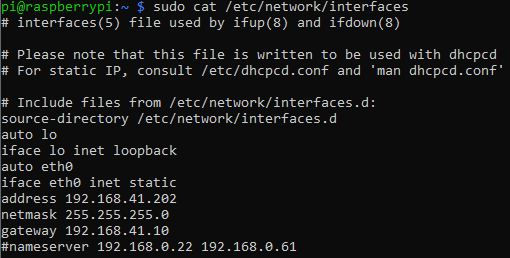 pi@raspberrypi:~ $ sudo cat /etc/network/interfaces
# interfaces(5) file used by ifup(8) and ifdown(8)
# Please note that this file is written to be used with dhcpcd
# For static IP, consult /etc/dhcpcd.conf and 'man dhcpcd.conf'
# Include files from /etc/network/interfaces.d:
source-directory /etc/network/interfaces.d
auto lo
iface lo inet loopback
auto eth0
iface eth0 inet static
address 192.168.41.202
netmask 255.255.255.0
gateway 192.168.41.10
#nameserver 192.168.0.22 192.168.0.61